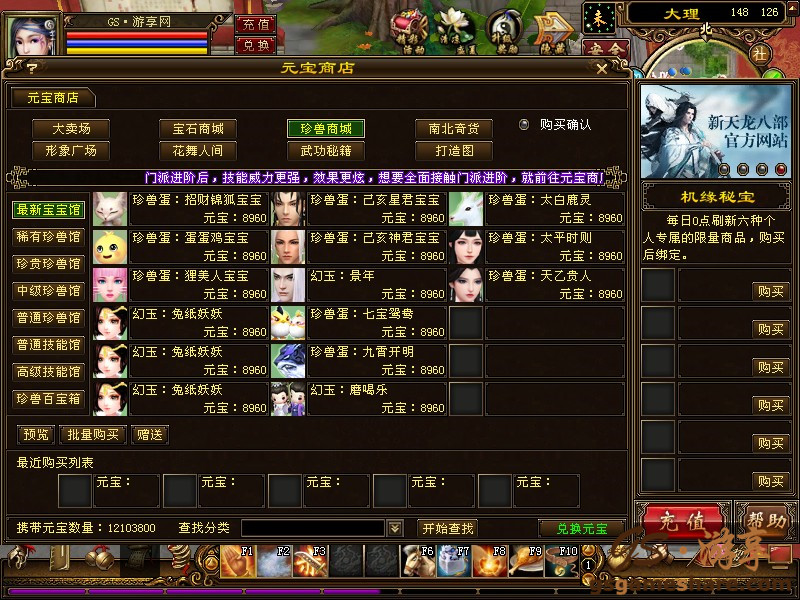 GS·游享网
充值
兑换
大理 148 126
未
北
安全
社
? 元宝商店
元宝商店
大卖场 宝石商城 珍兽商城 南北奇货 购买确认
形象广场 花舞人间 武功秘籍 打造图
门派进阶后，技能威力更强，效果更炫，想要全面接触门派进阶，就前往元宝商店
最新宝宝馆
稀有珍兽馆
珍贵珍兽馆
中级珍兽馆
普通珍兽馆
普通技能馆
高级技能馆
珍兽百宝箱
珍兽蛋：招财锦狐宝宝 珍兽蛋：己亥星君宝宝 珍兽蛋：太白鹿灵
元宝：8960 元宝：8960 元宝：8960
珍兽蛋：蛋蛋鸡宝宝 珍兽蛋：己亥神君宝宝 珍兽蛋：太平时则
元宝：8960 元宝：8960 元宝：8960
珍兽蛋：狸美人宝宝 幻玉：景年 珍兽蛋：天乙贵人
元宝：8960 元宝：8960 元宝：8960
幻玉：兔纸妖妖 珍兽蛋：七宝鸳鸯
元宝：8960 元宝：8960
幻玉：兔纸妖妖 珍兽蛋：九霄开明
元宝：8960 元宝：8960
幻玉：兔纸妖妖 幻玉：磨喝乐
元宝：8960 元宝：8960
预览 批量购买 赠送
最近购买列表
元宝： 元宝： 元宝： 元宝： 元宝：
携带元宝数量：12103800 查找分类 开始查找 兑换元宝
新天龙八部
官方网站
机缘秘宝
每日0点刷新六种个
人专属的限量商品，购买
后绑定。
购买
购买
购买
购买
购买
购买
充值 帮助
F1 F2 F3 F6 F7 F8 F9 F10
1
GS·游享